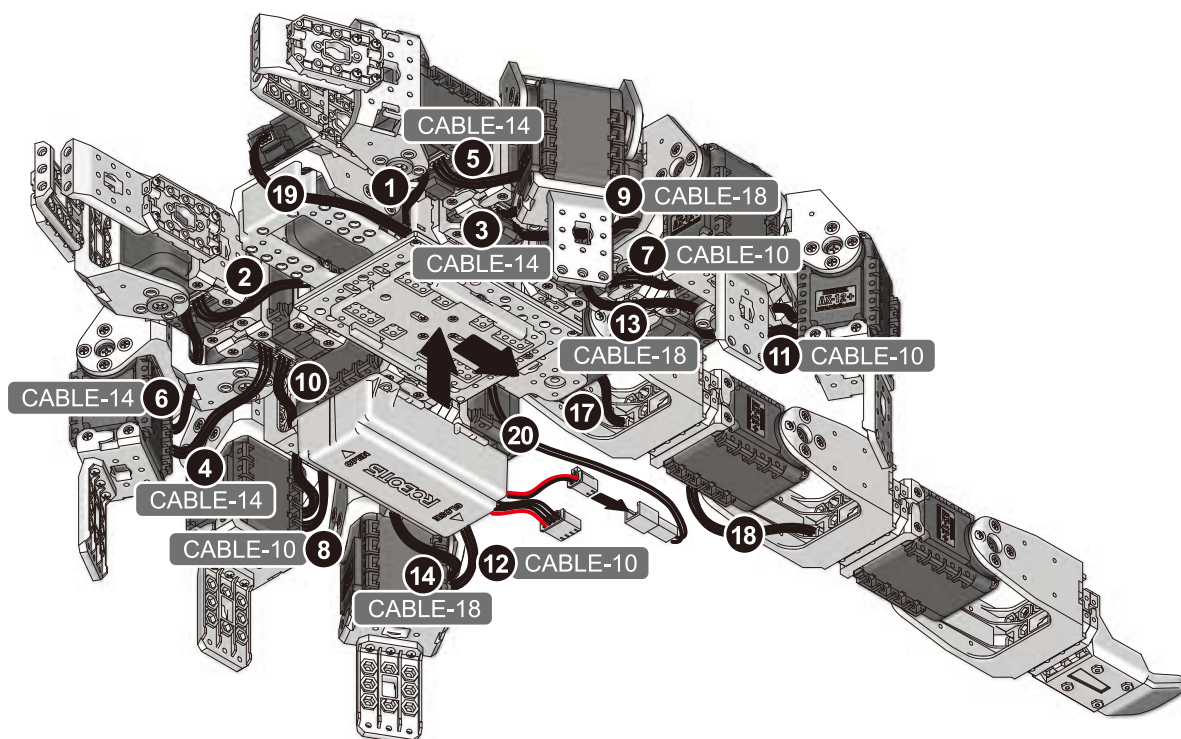 CABLE-14
5
1
19
9 CABLE-18
3
CABLE-14
7 CABLE-10
2
AX-12+
13
CABLE-18
11 CABLE-10
10
CABLE-14 6
17
20
4
CABLE-14
ROBOTIS
18
CABLE-10 8
12 CABLE-10
14
CABLE-18